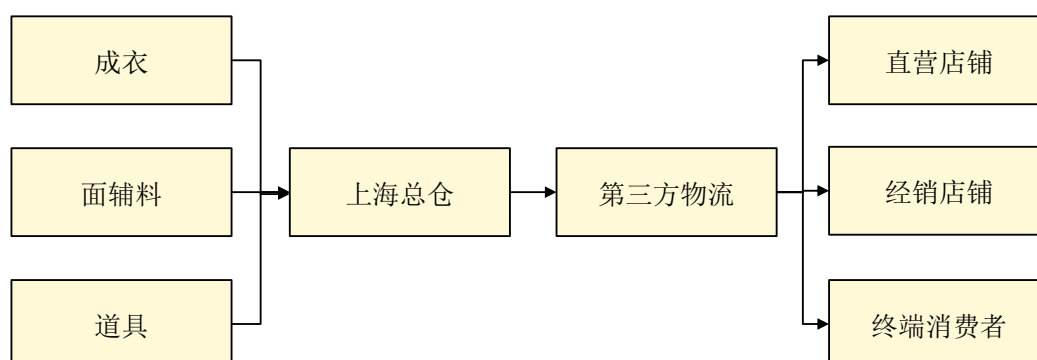 成衣
面辅料
道具
上海总仓
第三方物流
直营店铺
经销店铺
终端消费者